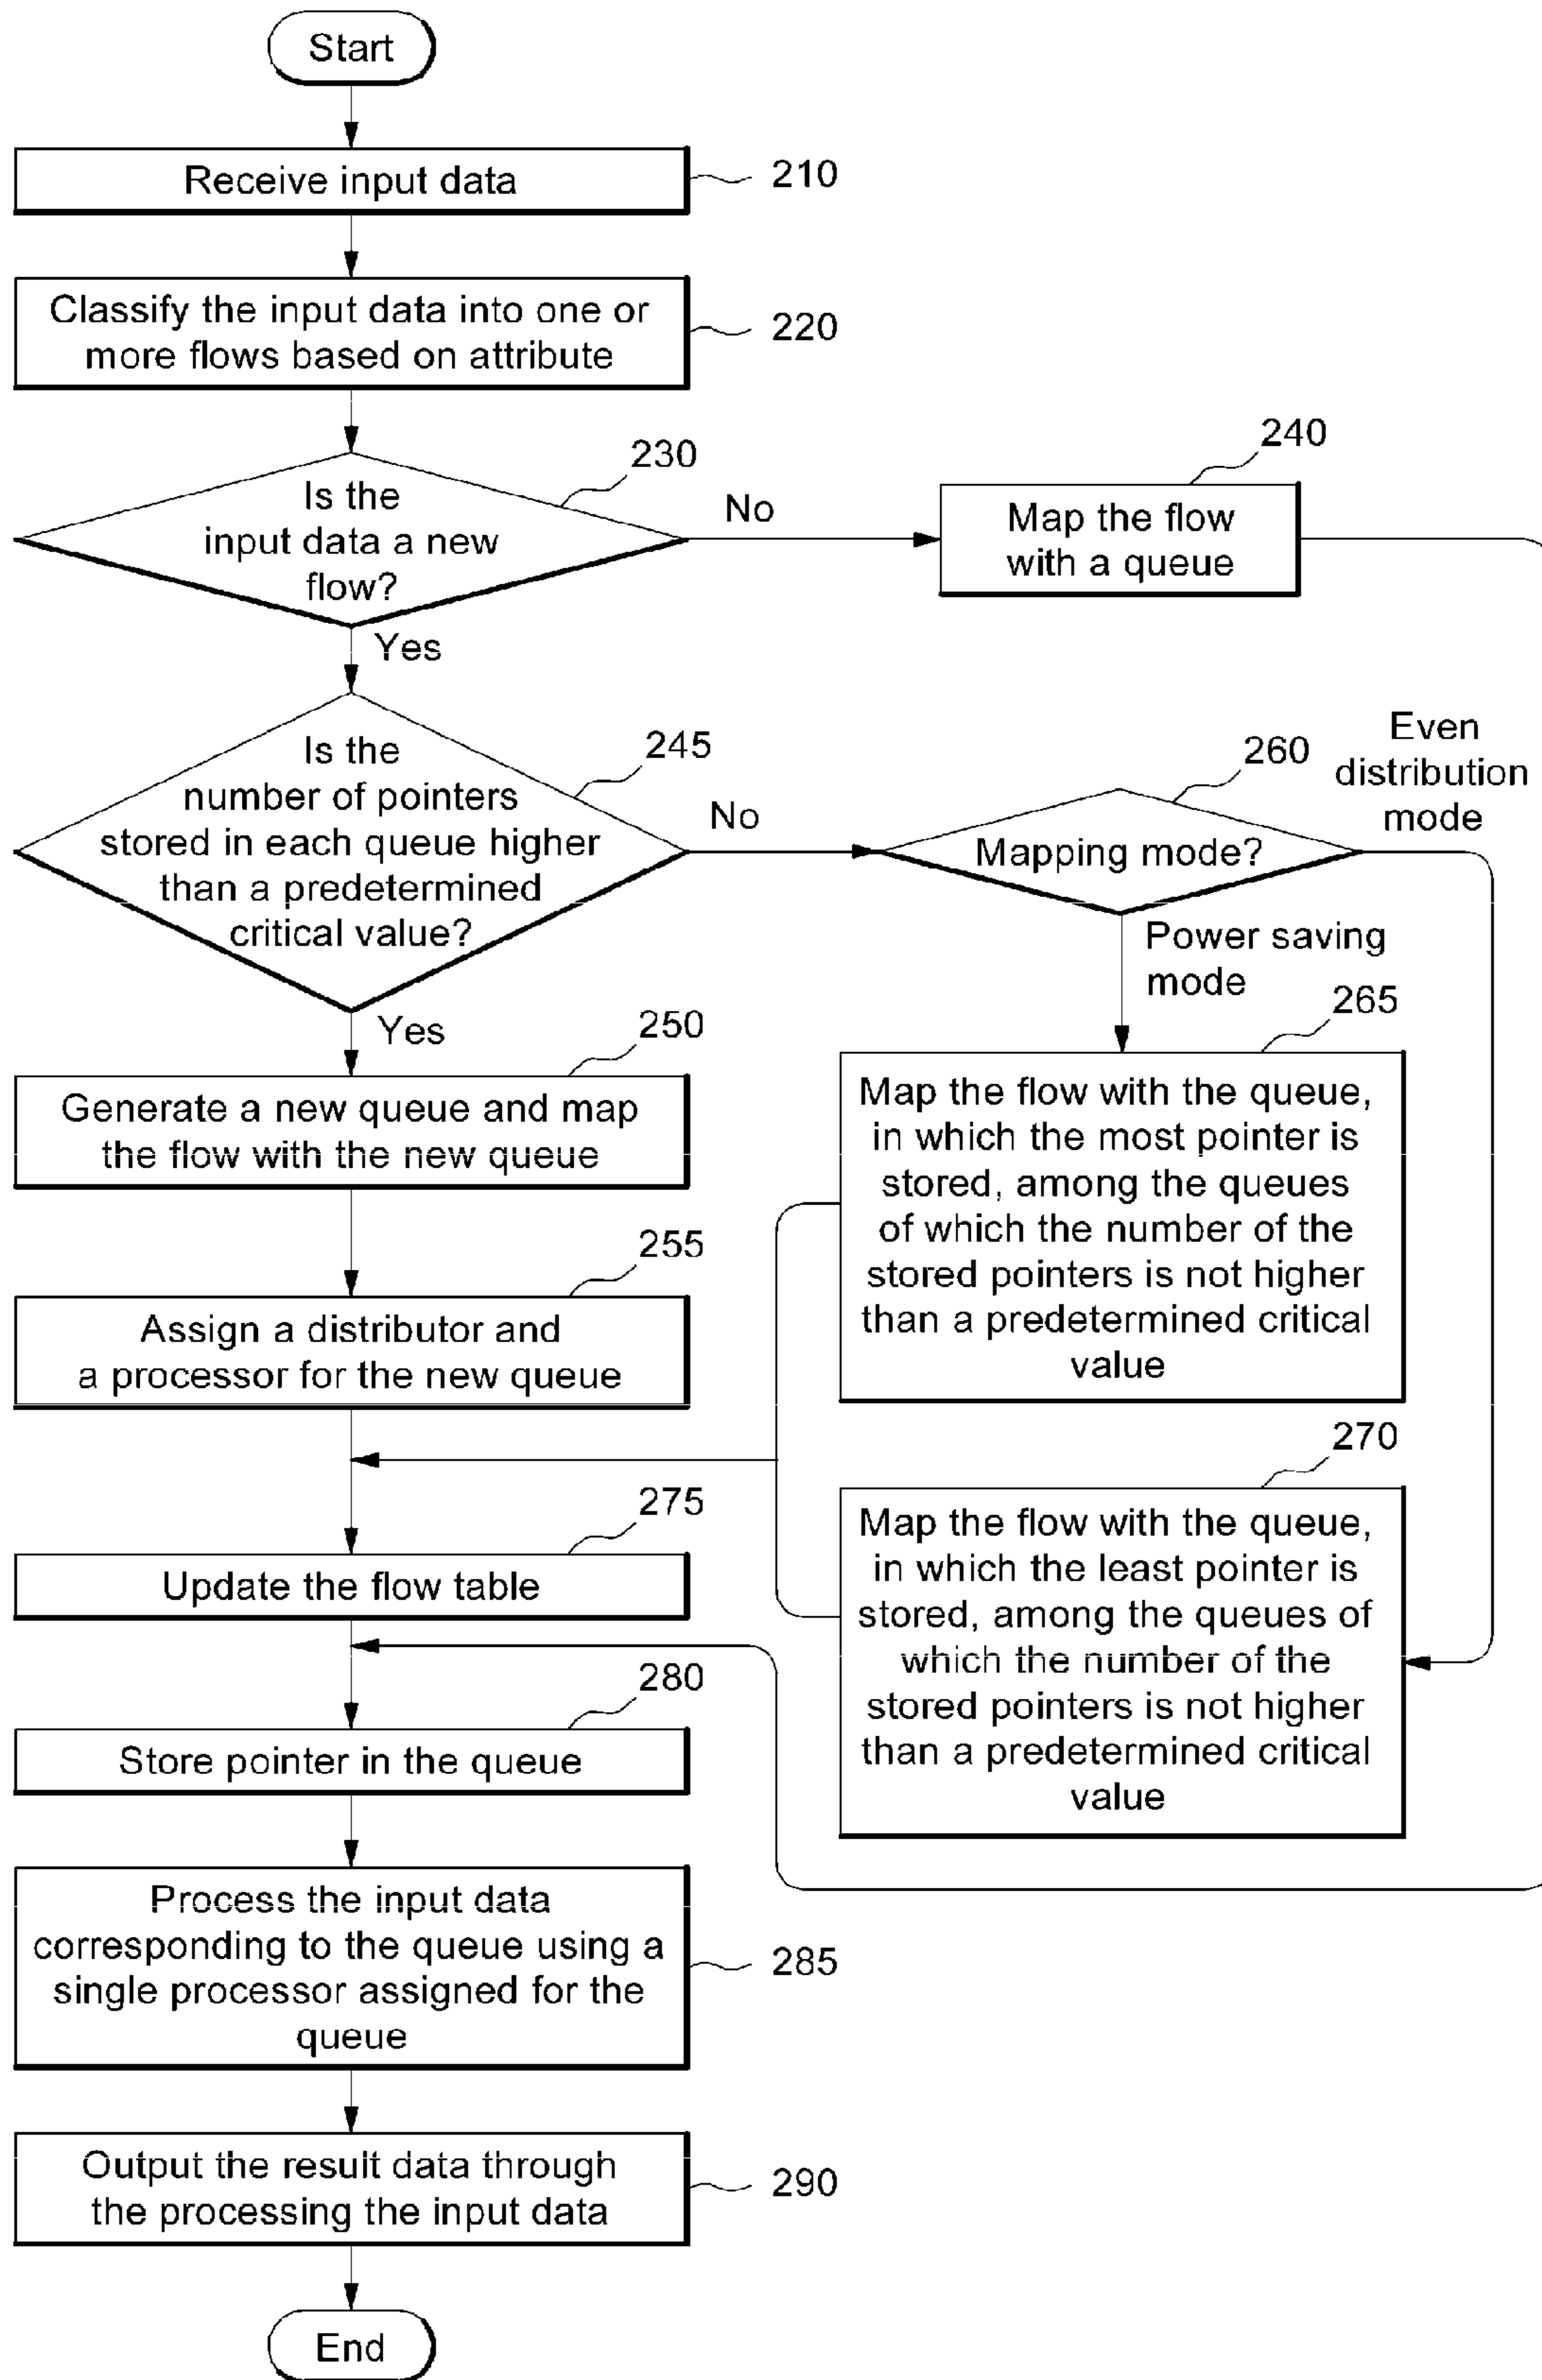 Start
Receive input data
210
Classify the input data into one or
more flows based on attribute
220
230
Is the
input data a new
flow?
No
Yes
240
Map the flow
with a queue
245
Is the
number of pointers
stored in each queue higher
than a predetermined
critical value?
No
Yes
260
Mapping mode?
Even
distribution
mode
Power saving
mode
250
Generate a new queue and map
the flow with the new queue
265
Map the flow with the queue,
in which the most pointer is
stored, among the queues
of which the number of the
stored pointers is not higher
than a predetermined critical
value
255
Assign a distributor and
a processor for the new queue
270
Map the flow with the queue,
in which the least pointer is
stored, among the queues of
which the number of the
stored pointers is not higher
than a predetermined critical
value
275
Update the flow table
280
Store pointer in the queue
Process the input data
corresponding to the queue using a
single processor assigned for the
queue
285
Output the result data through
the processing the input data
290
End